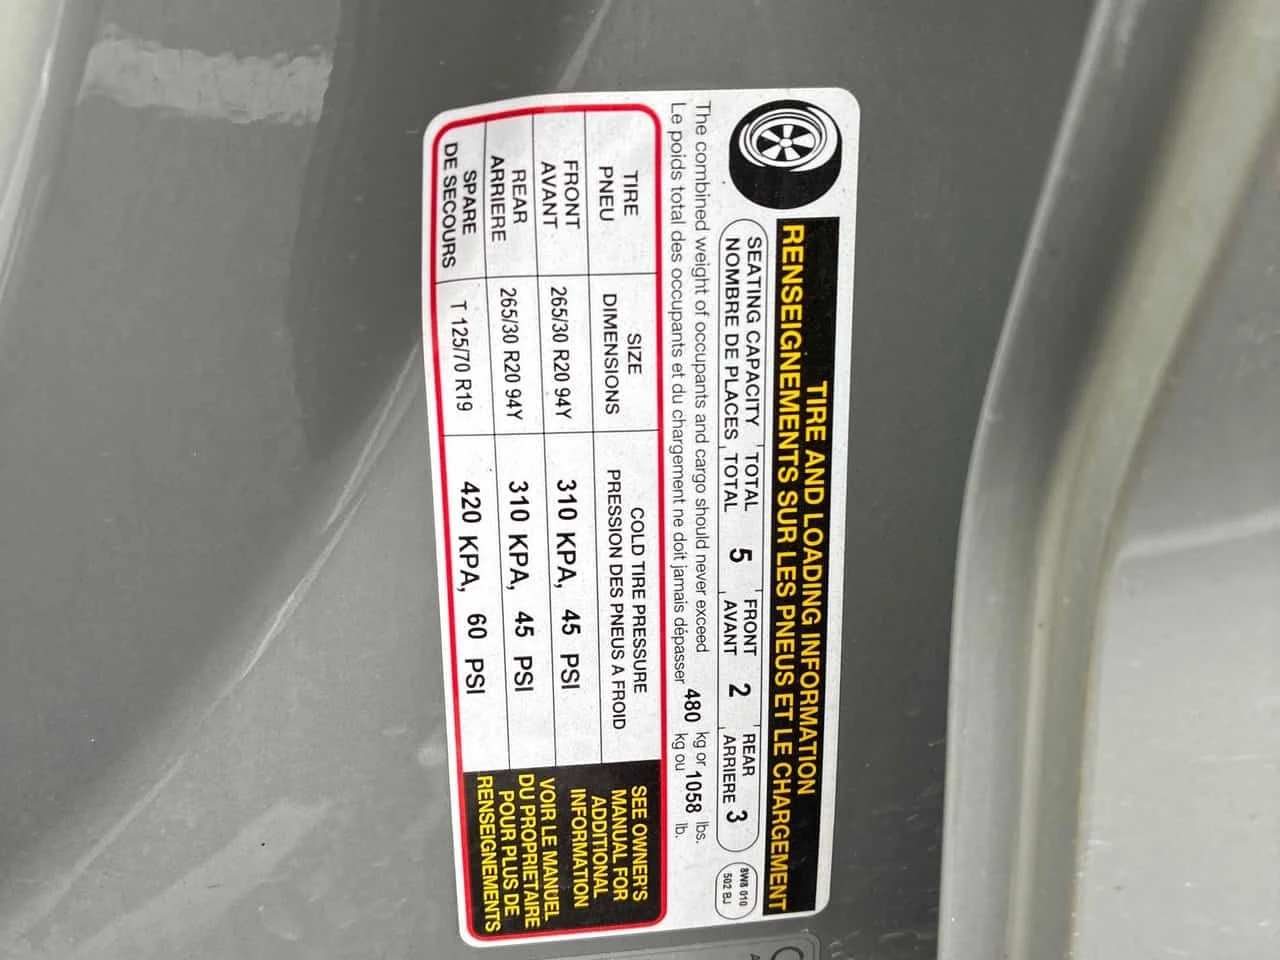 TIRE AND LOADING INFORMATION
RENSEIGNEMENTS SUR LES PNEUS ET LE CHARGEMENT
SEATING CAPACITY TOTAL 5 FRONT 2 REAR 3
NOMBRE DE PLACES TOTAL AVANT ARRIERE
8W8 010
502 BJ
The combined weight of occupants and cargo should never exceed 480 kg or 1058 lbs.
Le poids total des occupants et du chargement ne doit jamais dépasser kg ou lb.
TIRE SIZE COLD TIRE PRESSURE
PNEU DIMENSIONS PRESSION DES PNEUS A FROID
FRONT
AVANT 265/30 R20 94Y 310 KPA, 45 PSI
REAR
ARRIERE 265/30 R20 94Y 310 KPA, 45 PSI
SPARE
DE SECOURS T 125/70 R19 420 KPA, 60 PSI
SEE OWNER'S
MANUAL FOR
ADDITIONAL
INFORMATION
VOIR LE MANUEL
DU PROPRIETAIRE
POUR PLUS DE
RENSEIGNEMENTS